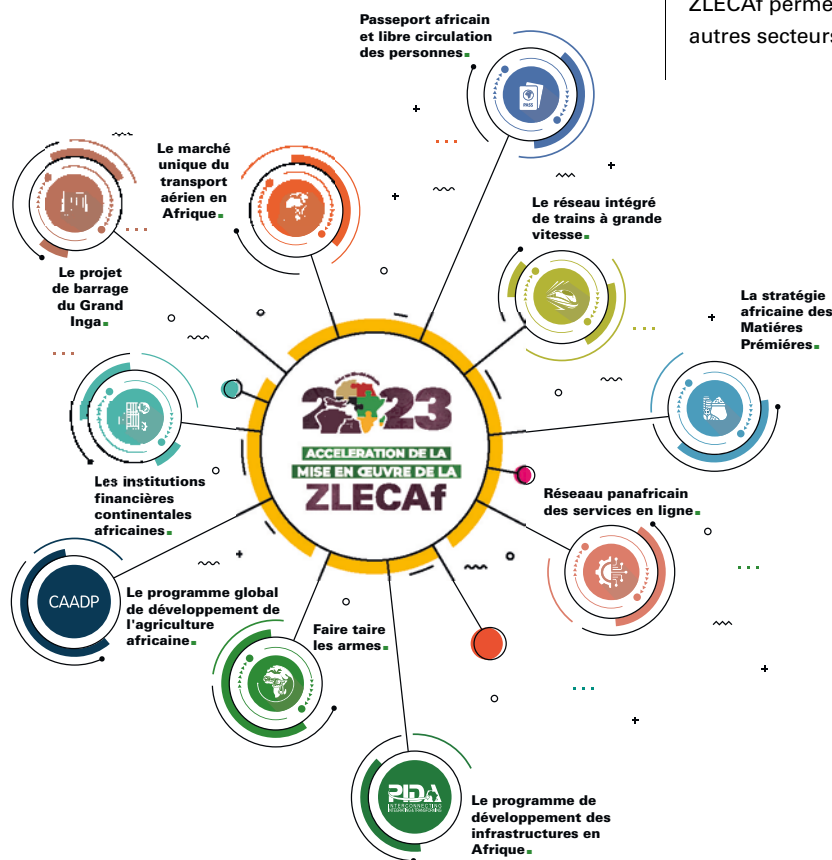 ZLECAf perme
autres secteurs
Passeport africain
et libre circulation
des personnes
PASS
Le marché
unique du
transport
aérien en
Afrique
Le réseau intégré
de trains à grande
vitesse
Le projet
de barrage
du Grand
Inga
La stratégie
africaine des
Matiéres
Prémiéres
2023
ACCELERATION DE LA
MISE EN ŒUVRE DE LA
ZLECAf
Les institutions
financières
continentales
africaines
Réseaau panafricain
des services en ligne
CAADP
Le programme global
de développement de
l'agriculture
africaine
Faire taire
les armes
PIDA
INTERCONNECTING
INTEGRATING & TRANSFORMING
Le programme de
développement des
infrastructures en
Afrique